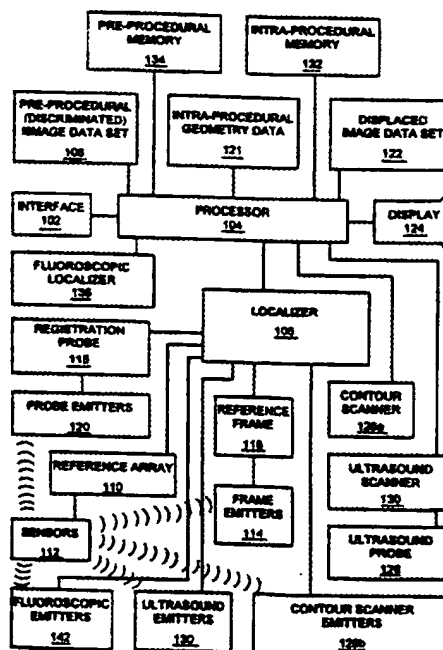 PRE-PROCEDURAL
MEMORY
134
INTRA-PROCEDURAL
MEMORY
132
PRE-PROCEDURAL
(DISCRIMINATED)
IMAGE DATA SET
106
INTRA-PROCEDURAL
GEOMETRY DATA
121
DISPLACED
IMAGE DATA SET
122
INTERFACE
102
PROCESSOR
104
DISPLAY
124
FLUOROSCOPIC
LOCALIZER
136
LOCALIZER
108
REGISTRATION
PROBE
116
PROBE EMITTERS
120
REFERENCE
FRAME
118
CONTOUR
SCANNER
REFERENCE ARRAY
110
FRAME
EMITTERS
114
ULTRASOUND
SCANNER
130
SENSORS
112
ULTRASOUND
PROBE
128
FLUOROSCOPIC
EMITTERS
142
ULTRASOUND
EMITTERS
CONTOUR SCANNER
EMITTERS